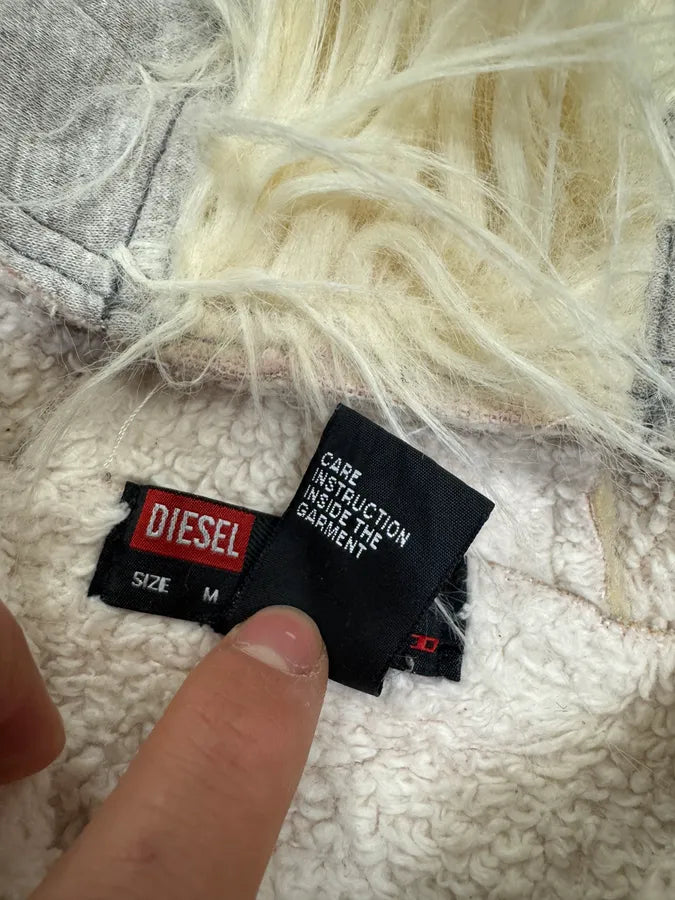 DIESEL
SIZE M
CARE
INSTRUCTION
INSIDE THE
GARMENT